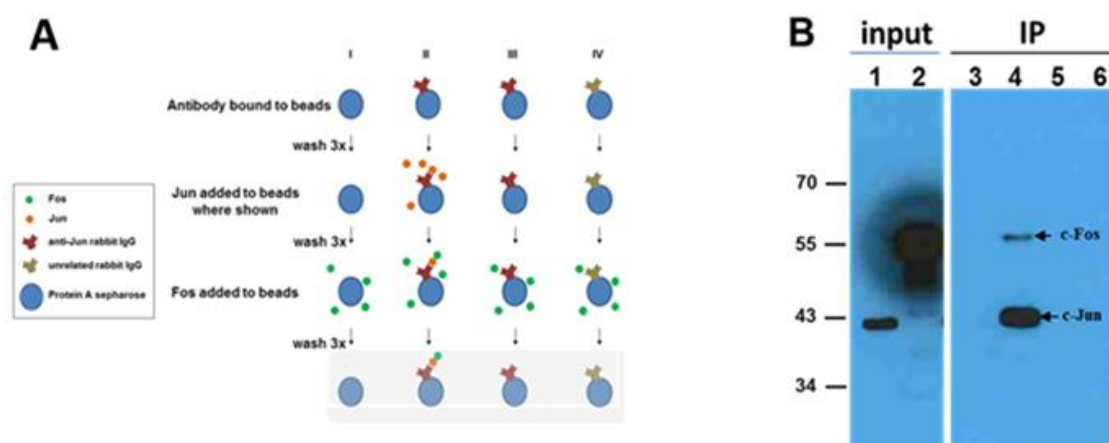 A
I II III IV
Antibody bound to beads
wash 3x
Jun added to beads
where shown
wash 3x
Fos added to beads
wash 3x
Fos
Jun
anti-Jun rabbit IgG
unrelated rabbit IgG
Protein A sepharose
B
input IP
1 2 3 4 5 6
70
55
c-Fos
43
c-Jun
34